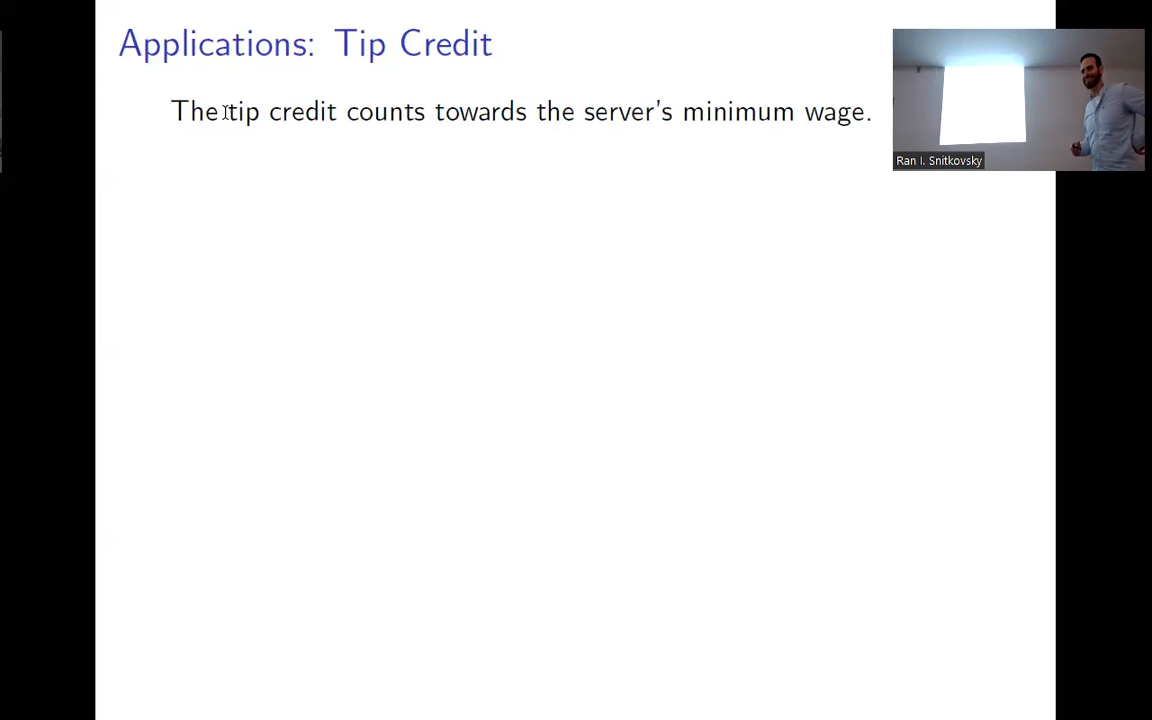 Applications: Tip Credit
The tip credit counts towards the server's minimum wage.
Ran I. Snitkovsky